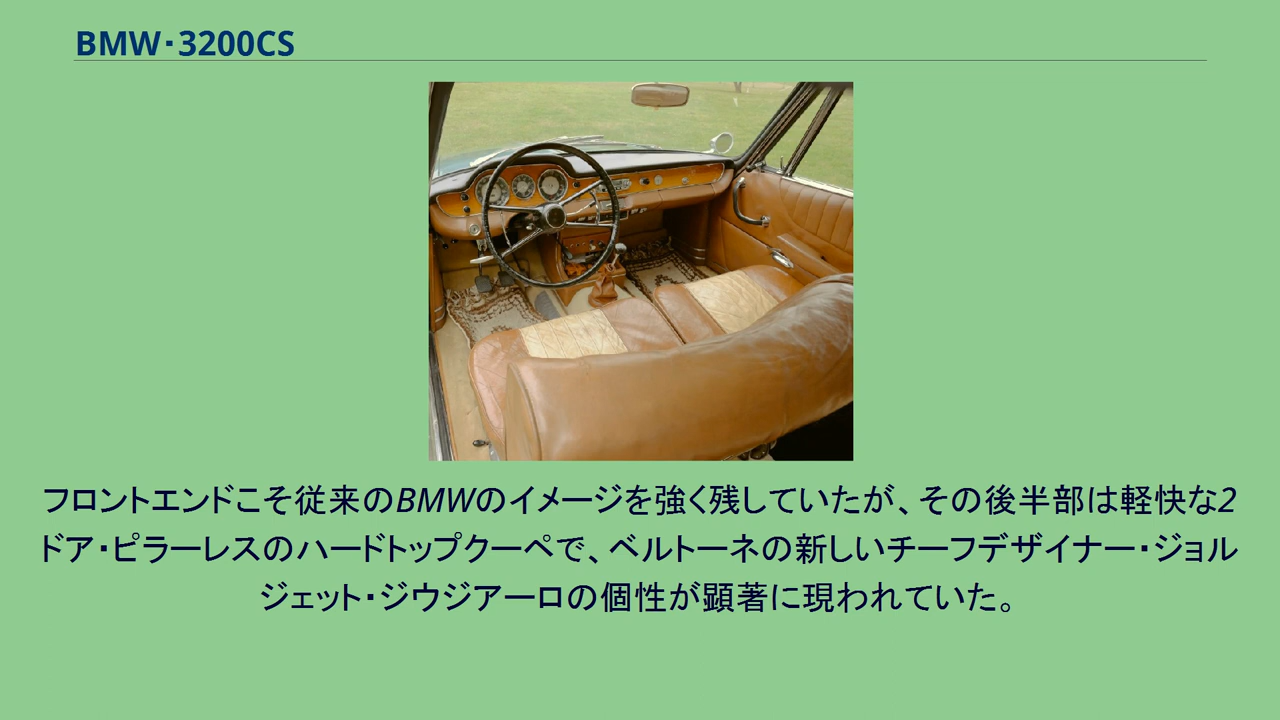 BMW・3200CS
フロントエンドこそ従来のBMWのイメージを強く残していたが、その後半部は軽快な2
ドア・ピラーレスのハードトップクーペで、ベルトーネの新しいチーフデザイナー・ジョル
ジェット・ジウジアーロの個性が顕著に現われていた。